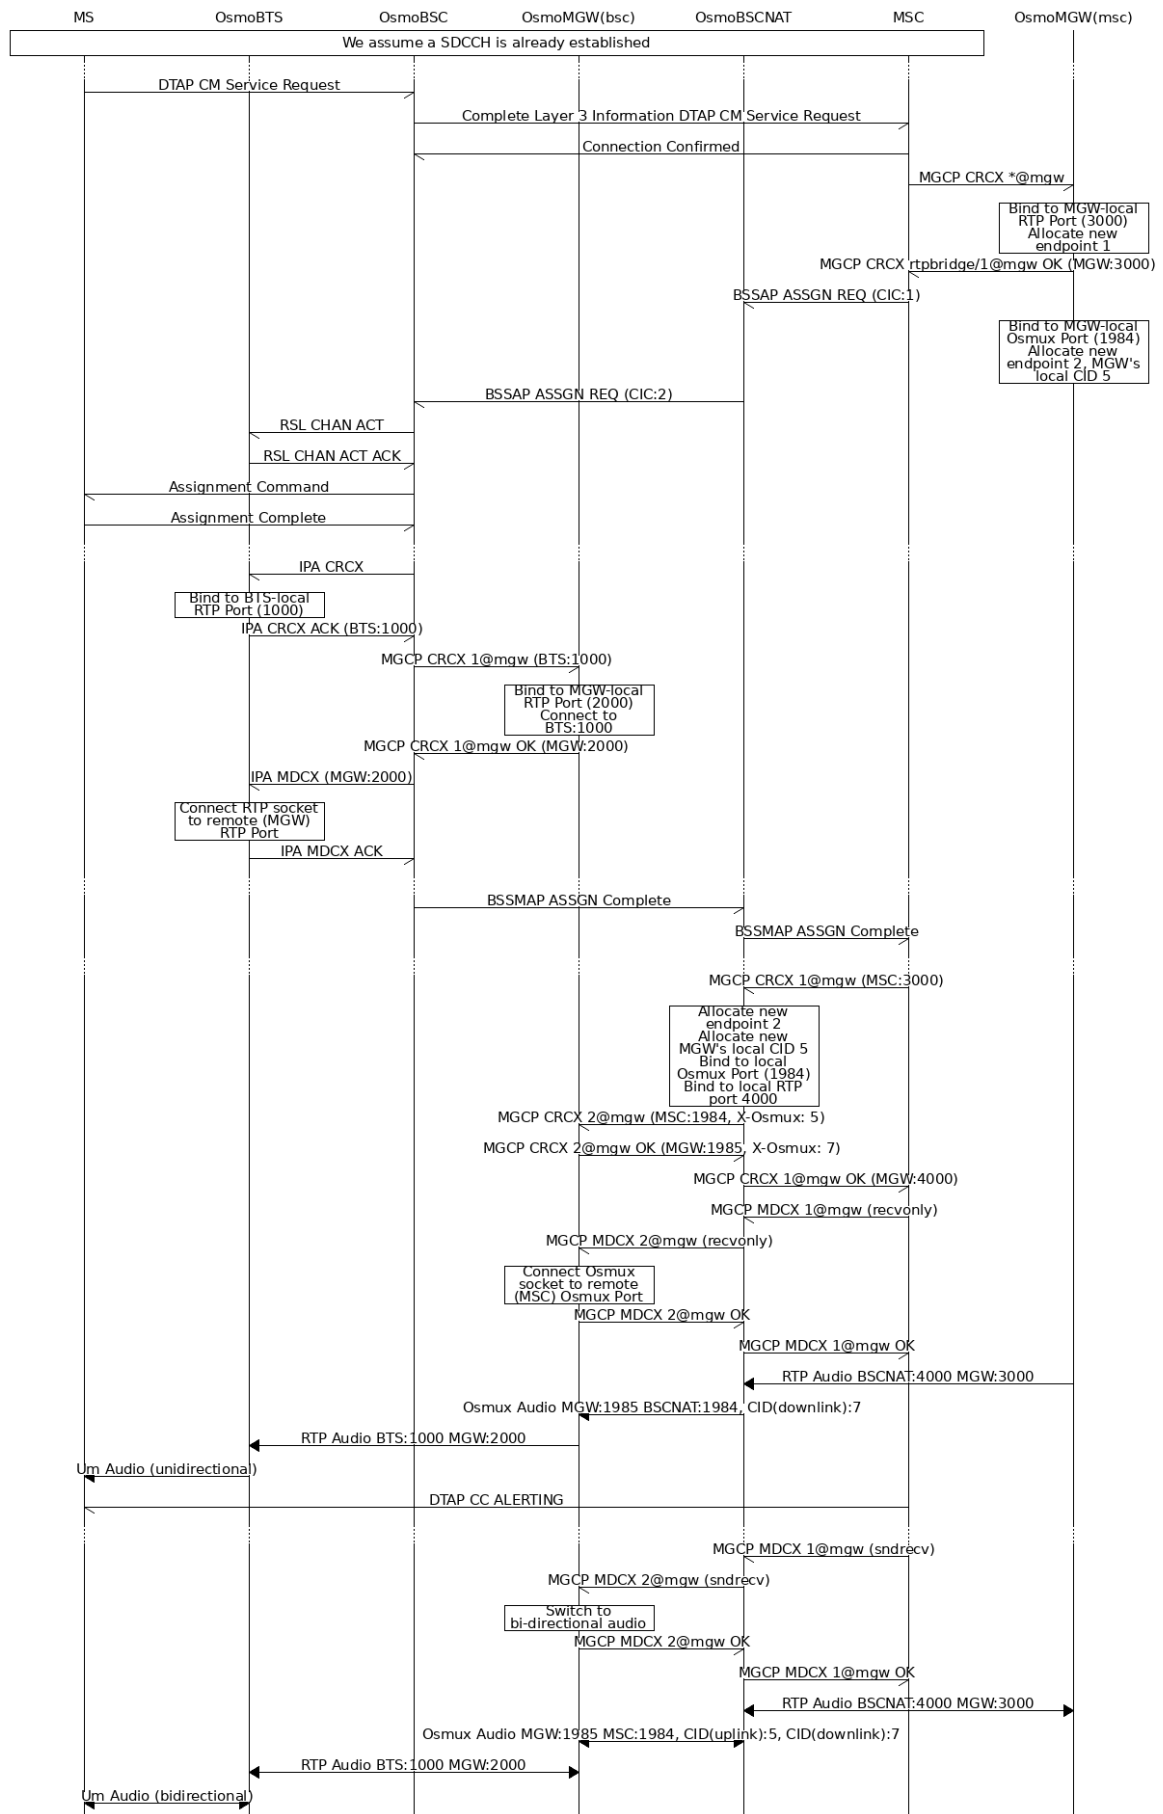 MS OsmoBTS OsmoBSC OsmoMGW(bsc) OsmoBSCNAT MSC OsmoMGW(msc)
We assume a SDCCH is already established
DTAP CM Service Request
Complete Layer 3 Information DTAP CM Service Request
Connection Confirmed
MGCP CRCX *@mgw
Bind to MGW-local
RTP Port (3000)
Allocate new
endpoint 1
MGCP CRCX rtpbridge/1@mgw OK (MGW:3000)
BSSAP ASSGN REQ (CIC:1)
Bind to MGW-local
Osmux Port (1984)
Allocate new
endpoint 2, MGW's
local CID 5
BSSAP ASSGN REQ (CIC:2)
RSL CHAN ACT
RSL CHAN ACT ACK
Assignment Command
Assignment Complete
IPA CRCX
Bind to BTS-local
RTP Port (1000)
IPA CRCX ACK (BTS:1000)
MGCP CRCX 1@mgw (BTS:1000)
Bind to MGW-local
RTP Port (2000)
Connect to
BTS:1000
MGCP CRCX 1@mgw OK (MGW:2000)
IPA MDCX (MGW:2000)
Connect RTP socket
to remote (MGW)
RTP Port
IPA MDCX ACK
BSSMAP ASSGN Complete
BSSMAP ASSGN Complete
MGCP CRCX 1@mgw (MSC:3000)
Allocate new
endpoint 2
Allocate new
MGW's local CID 5
Bind to local
Osmux Port (1984)
Bind to local RTP
port 4000
MGCP CRCX 2@mgw (MSC:1984, X-Osmux: 5)
MGCP CRCX 2@mgw OK (MGW:1985, X-Osmux: 7)
MGCP CRCX 1@mgw OK (MGW:4000)
MGCP MDCX 1@mgw (recvonly)
MGCP MDCX 2@mgw (recvonly)
Connect Osmux
socket to remote
(MSC) Osmux Port
MGCP MDCX 2@mgw OK
MGCP MDCX 1@mgw OK
RTP Audio BSCNAT:4000 MGW:3000
Osmux Audio MGW:1985 BSCNAT:1984, CID(downlink):7
RTP Audio BTS:1000 MGW:2000
Um Audio (unidirectional)
DTAP CC ALERTING
MGCP MDCX 1@mgw (sndrecv)
MGCP MDCX 2@mgw (sndrecv)
Switch to
bi-directional audio
MGCP MDCX 2@mgw OK
MGCP MDCX 1@mgw OK
RTP Audio BSCNAT:4000 MGW:3000
Osmux Audio MGW:1985 MSC:1984, CID(uplink):5, CID(downlink):7
RTP Audio BTS:1000 MGW:2000
Um Audio (bidirectional)